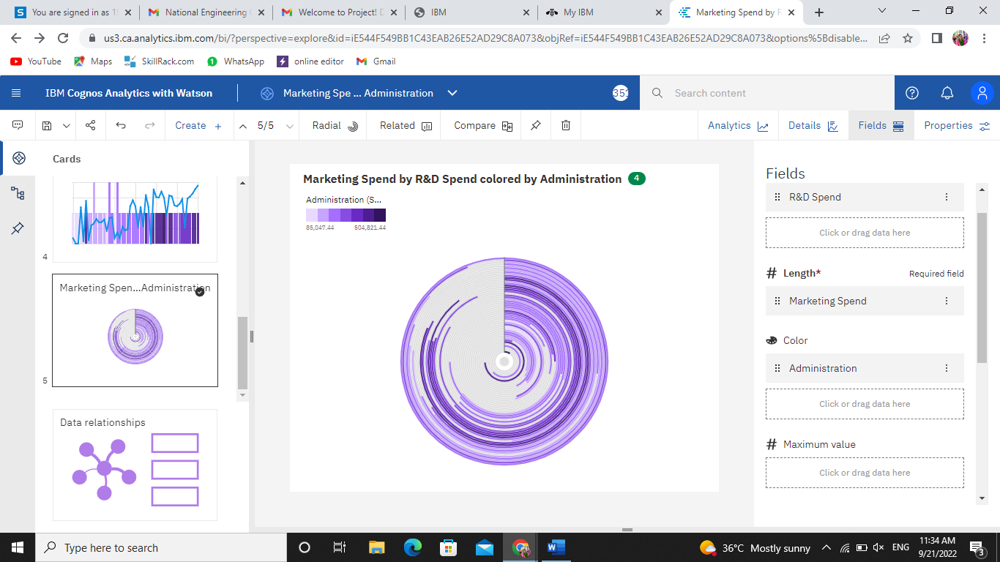 You are signed in as 19
National Engineering C
Welcome to Project! D
IBM
My IBM
Marketing Spend by R
us3.ca.analytics.ibm.com/bi/?perspective=explore&id=iE544F549BB1C43EAB26E52AD29C8A073&objRef=iE544F549BB1C43EAB26E52AD29C8A073&options%5Bdisable...
YouTube
Maps
SkillRack.com
WhatsApp
online editor
Gmail
IBM Cognos Analytics with Watson
Marketing Spe ... Administration
351
Search content
Create +
5/5
Radial
Related
Compare
Analytics
Details
Fields
Properties
Cards
4
Marketing Spen...Administration
5
Data relationships
Marketing Spend by R&D Spend colored by Administration 4
Administration (S...
85,047.44 504,821.44
Fields
R&D Spend
Click or drag data here
# Length* Required field
Marketing Spend
Color
Administration
Click or drag data here
# Maximum value
Click or drag data here
Type here to search
36°C Mostly sunny
ENG
11:34 AM
9/21/2022
3